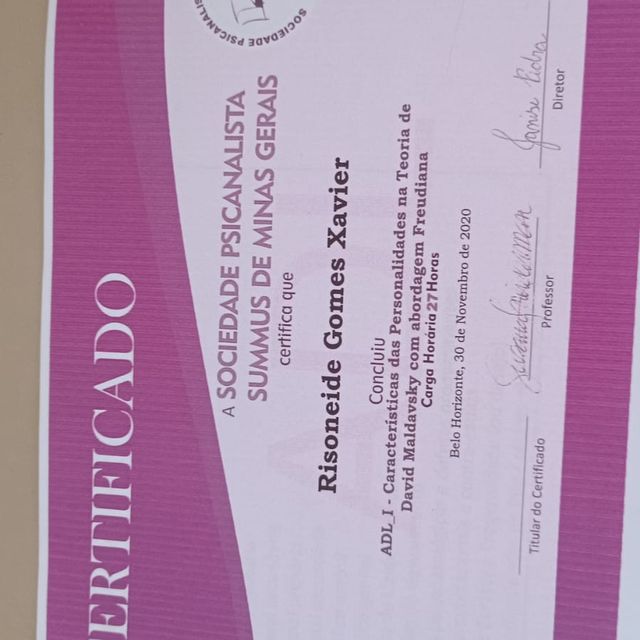 ERTIFICADO
SOCIEDADE PSICANALIS
A SOCIEDADE PSICANALISTA
SUMMUS DE MINAS GERAIS
certifica que
Risoneide Gomes Xavier
Concluiu
ADL_I - Características das Personalidades na Teoria de
David Maldavsky com abordagem Freudiana
Carga Horária 27 Horas
Belo Horizonte, 30 de Novembro de 2020
Titular do Certificado
Professor
Diretor